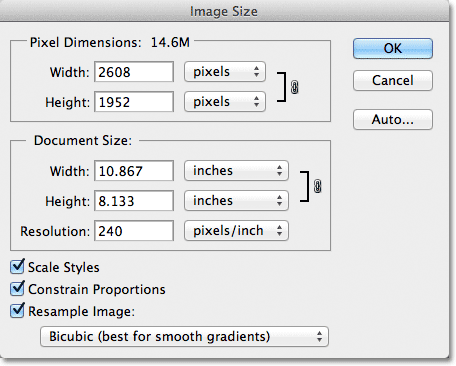 Image Size
Pixel Dimensions: 14.6M
Width: 2608 pixels
Height: 1952 pixels
OK
Cancel
Auto...
Document Size:
Width: 10.867 inches
Height: 8.133 inches
Resolution: 240 pixels/inch
Scale Styles
Constrain Proportions
Resample Image:
Bicubic (best for smooth gradients)